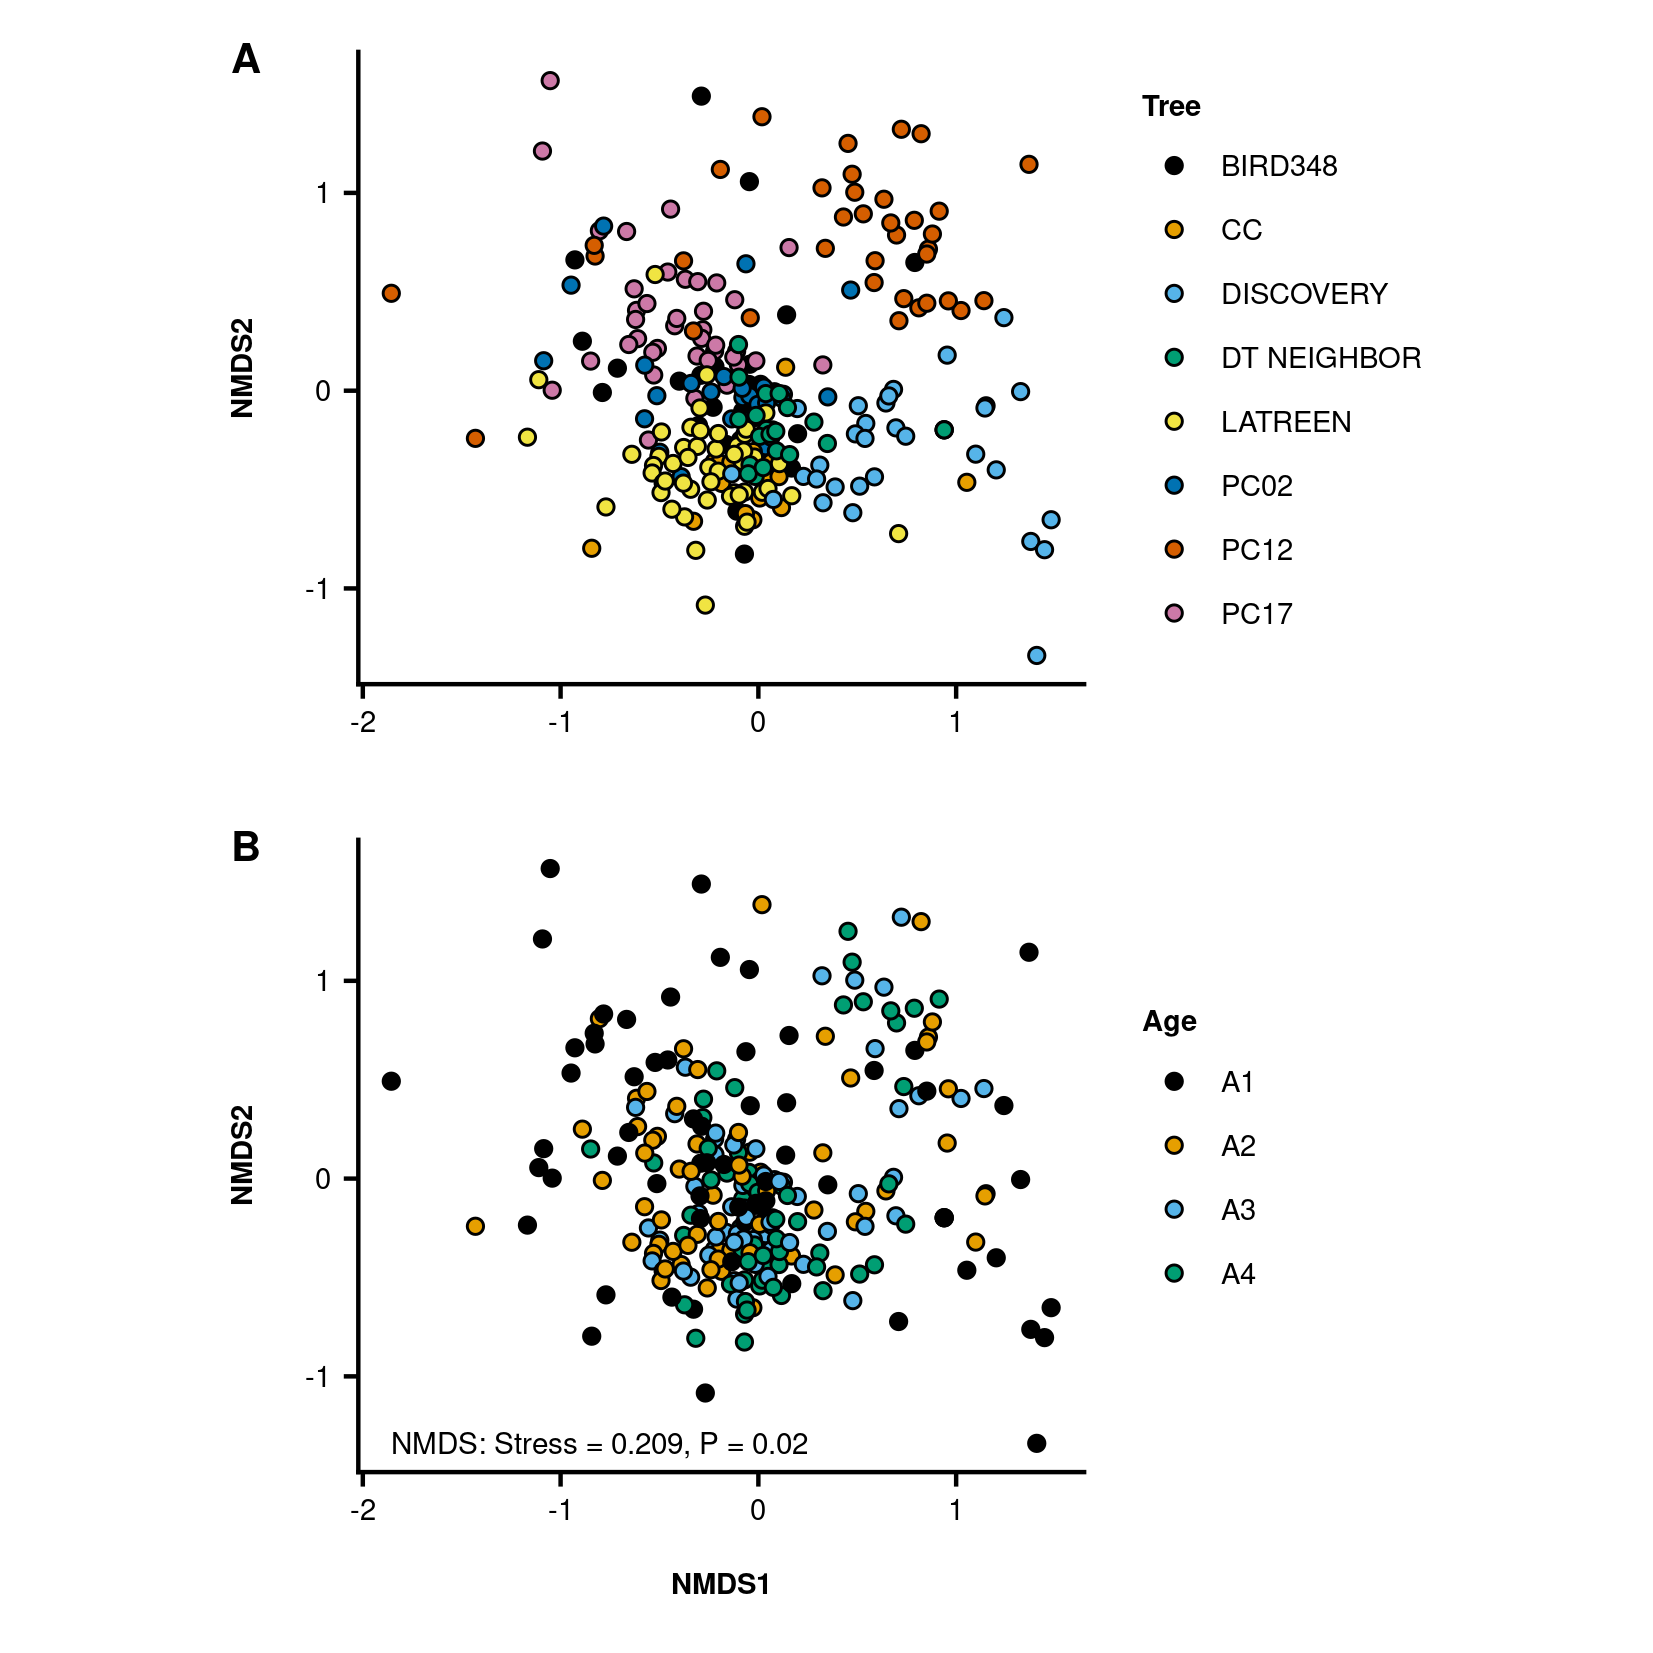 A
Tree
BIRD348
CC
DISCOVERY
DT NEIGHBOR
LATREEN
PC02
PC12
PC17
NMDS2
1
0
-1
-2 -1 0 1
B
Age
A1
A2
A3
A4
NMDS2
1
0
-1
NMDS: Stress = 0.209, P = 0.02
-2 -1 0 1
NMDS1